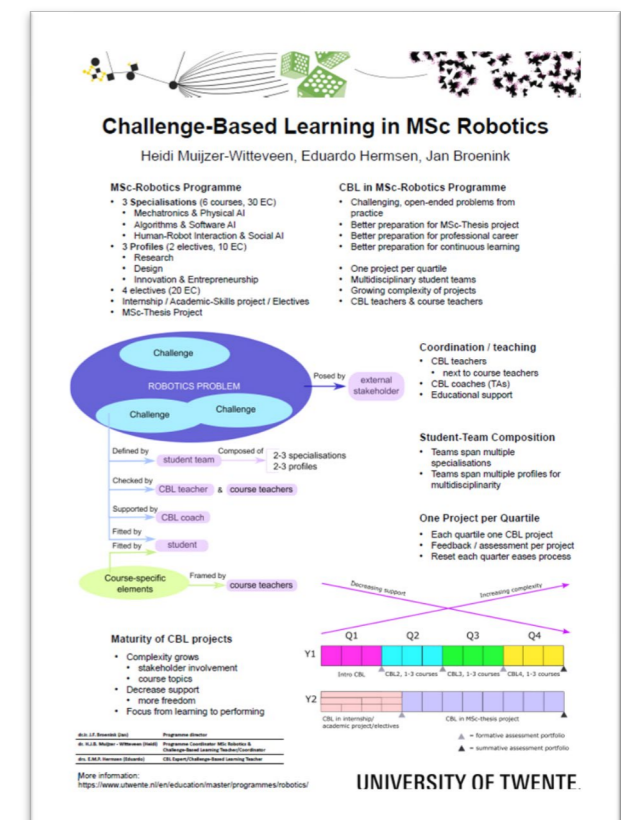 Challenge-Based Learning in MSc Robotics
Heidi Muijzer-Witteveen, Eduardo Hermsen, Jan Broenink
MSc-Robotics Programme
• 3 Specialisations (6 courses, 30 EC)
• Mechatronics & Physical AI
• Algorithms & Software AI
• Human-Robot Interaction & Social AI
• 3 Profiles (2 electives, 10 EC)
• Research
• Design
• Innovation & Entrepreneurship
• 4 electives (20 EC)
• Internship / Academic-Skills project / Electives
• MSc-Thesis Project
CBL in MSc-Robotics Programme
• Challenging, open-ended problems from
practice
• Better preparation for MSc-Thesis project
• Better preparation for professional career
• Better preparation for continuous learning
• One project per quartile
• Multidisciplinary student teams
• Growing complexity of projects
• CBL teachers & course teachers
Challenge
ROBOTICS PROBLEM
Challenge
Challenge
Posed by
external
stakeholder
Defined by
student team
Composed of
2-3 specialisations
2-3 profiles
Checked by
CBL teacher & course teachers
Supported by
CBL coach
Fitted by
Fitted by
student
Course-specific
elements
Framed by
course teachers
Coordination / teaching
• CBL teachers
• next to course teachers
• CBL coaches (TAs)
• Educational support
Student-Team Composition
• Teams span multiple
specialisations
• Teams span multiple profiles for
multidisciplinarity
One Project per Quartile
• Each quartile one CBL project
• Feedback / assessment per project
• Reset each quarter eases process
Maturity of CBL projects
• Complexity grows
• stakeholder involvement
• course topics
• Decrease support
• more freedom
• Focus from learning to performing
Decreasing support
Increasing complexity
Q1 Q2 Q3 Q4
Y1
Intro CBL CBL2, 1-3 courses CBL3, 1-3 courses CBL4, 1-3 courses
Y2
CBL in internship/
academic project/electives
CBL in MSc-thesis project
= formative assessment portfolio
= summative assessment portfolio
dr.ir. J.F. Broenink (Jan) Programme director
dr. H.J.B. Muijzer - Witteveen (Heidi) Programme Coordinator MSc Robotics &
Challenge-Based Learning Teacher/Coordinator
drs. E.M.P. Hermsen (Eduardo) CBL Expert/Challenge-Based Learning Teacher
More information:
https://www.utwente.nl/en/education/master/programmes/robotics/
UNIVERSITY OF TWENTE.